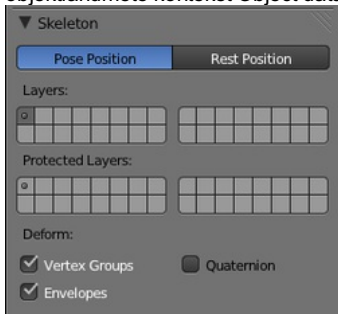 Skeleton
Pose Position Rest Position
Layers:
Protected Layers:
Deform:
Vertex Groups Quaternion
Envelopes